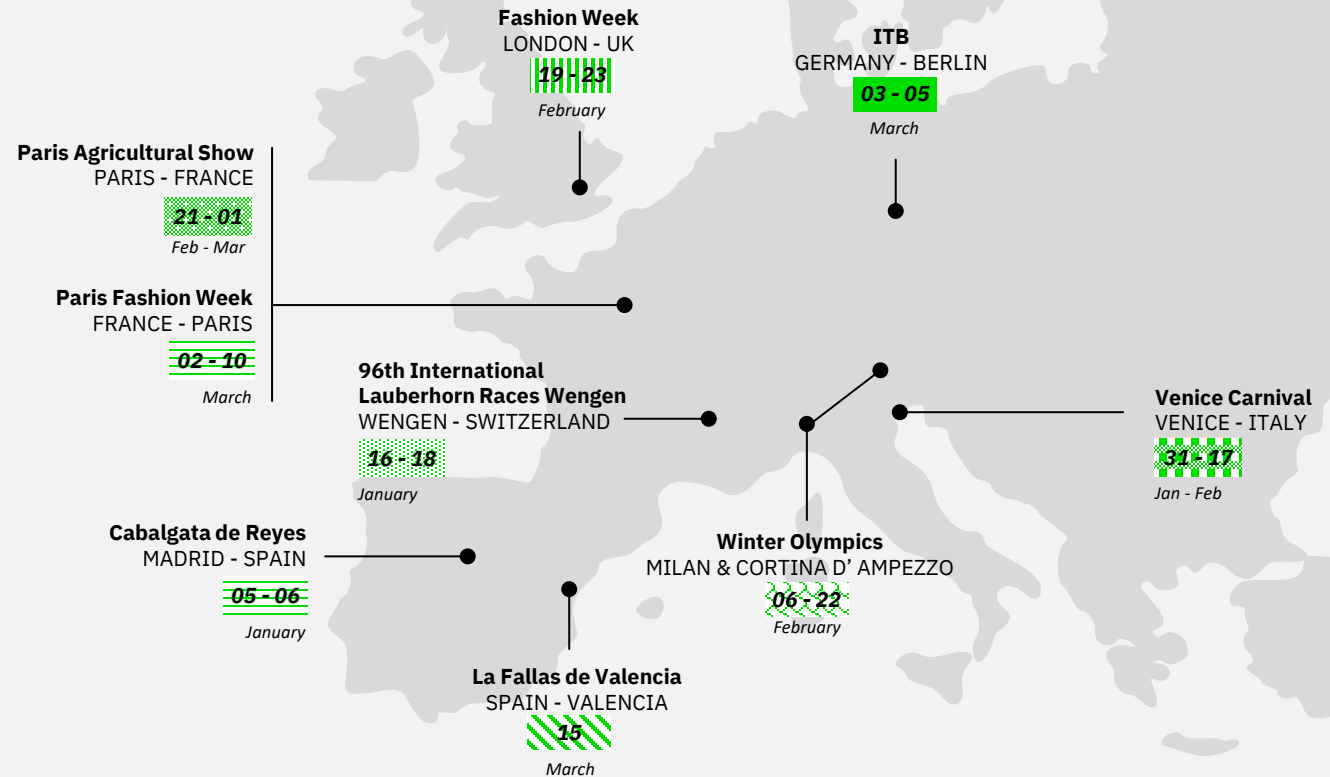 Fashion Week
LONDON - UK
19 - 23
February
ITB
GERMANY - BERLIN
03 - 05
March
Paris Agricultural Show
PARIS - FRANCE
21 - 01
Feb - Mar
Paris Fashion Week
FRANCE - PARIS
02 - 10
March
96th International
Lauberhorn Races Wengen
WENGEN - SWITZERLAND
16 - 18
January
Venice Carnival
VENICE - ITALY
31 - 17
Jan - Feb
Cabalgata de Reyes
MADRID - SPAIN
05 - 06
January
Winter Olympics
MILAN & CORTINA D’ AMPEZZO
06 - 22
February
La Fallas de Valencia
SPAIN - VALENCIA
15
March